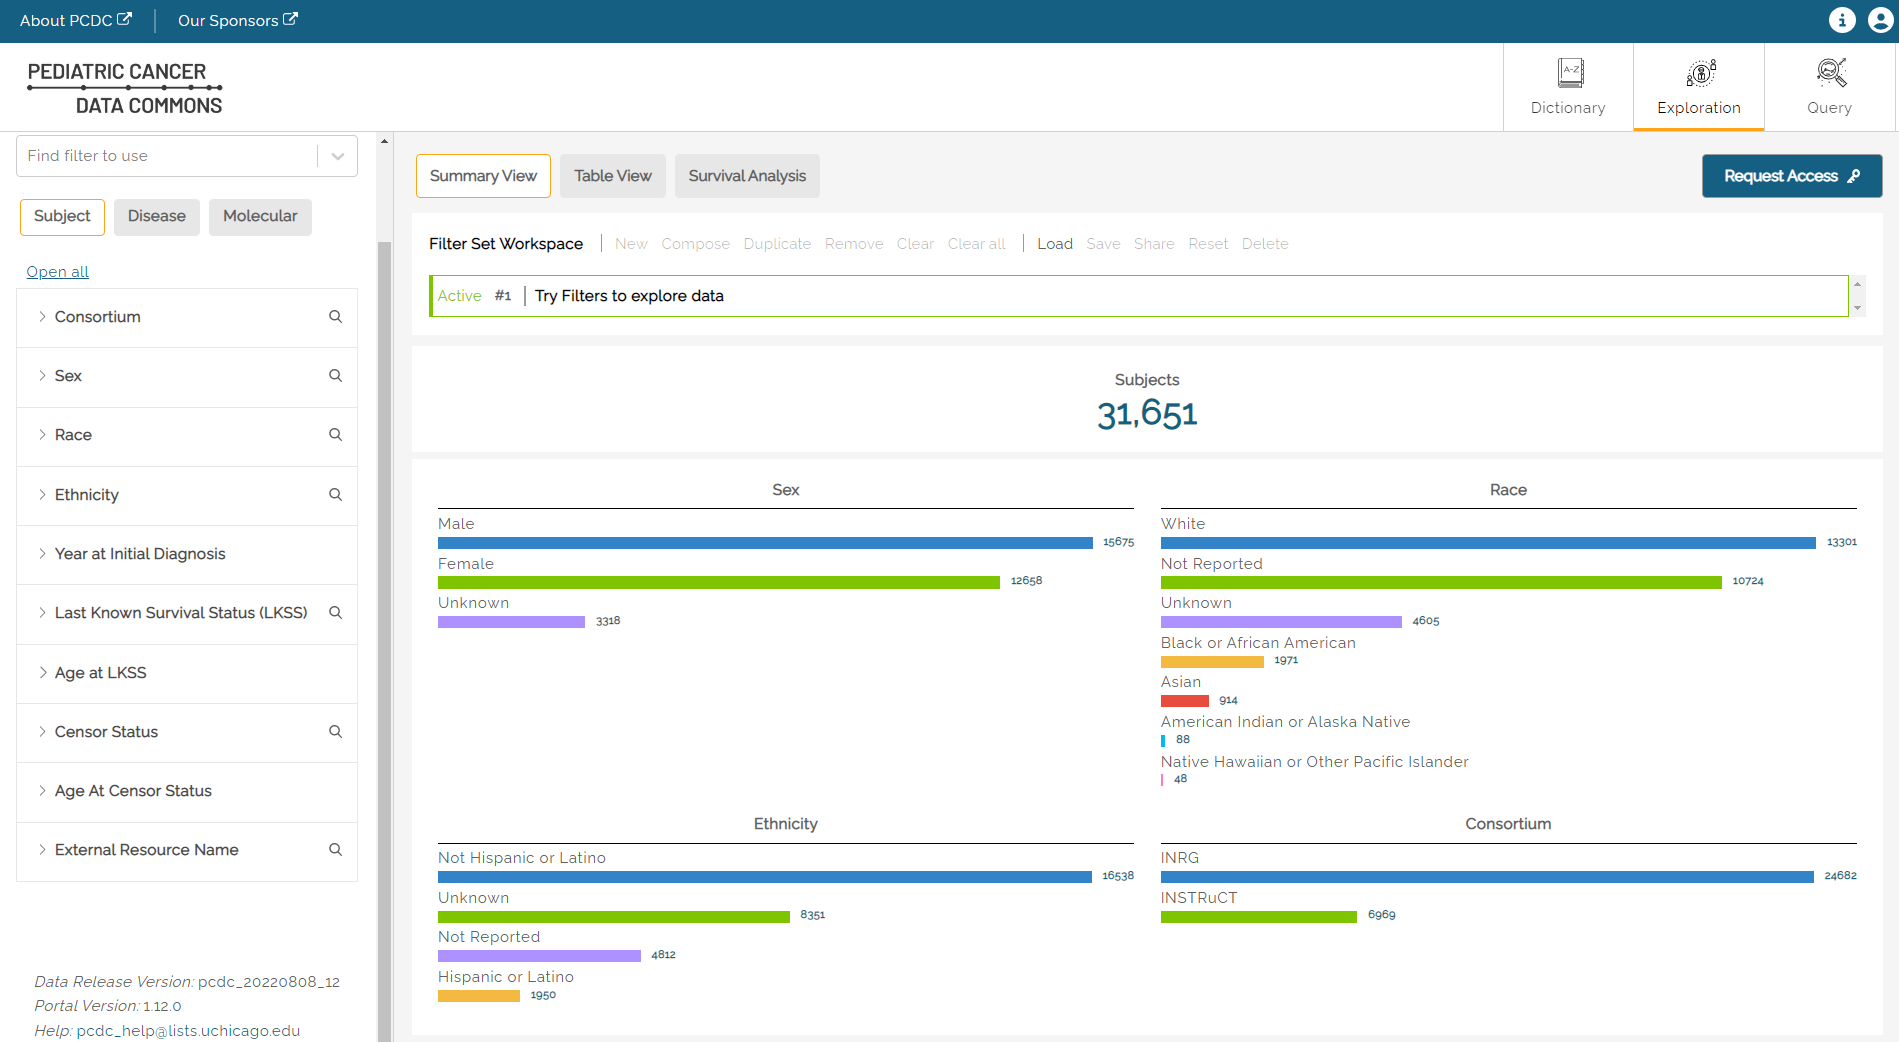 About PCDC
Our Sponsors
PEDIATRIC CANCER
DATA COMMONS
A-Z
Dictionary
Exploration
Query
Find filter to use
Subject Disease Molecular
Open all
Consortium
Sex
Race
Ethnicity
Year at Initial Diagnosis
Last Known Survival Status (LKSS)
Age at LKSS
Censor Status
Age At Censor Status
External Resource Name
Data Release Version: pcdc_20220808_12
Portal Version: 1.12.0
Help: pcdc_help@lists.uchicago.edu
Summary View Table View Survival Analysis
Request Access
Filter Set Workspace New Compose Duplicate Remove Clear Clear all Load Save Share Reset Delete
Active #1 Try Filters to explore data
Subjects
31,651
Sex
Male
15675
Female
12658
Unknown
3318
Race
White
13301
Not Reported
10724
Unknown
4605
Black or African American
1971
Asian
914
American Indian or Alaska Native
88
Native Hawaiian or Other Pacific Islander
48
Ethnicity
Not Hispanic or Latino
16538
Unknown
8351
Not Reported
4812
Hispanic or Latino
1950
Consortium
INRG
24682
INSTRuCT
6969